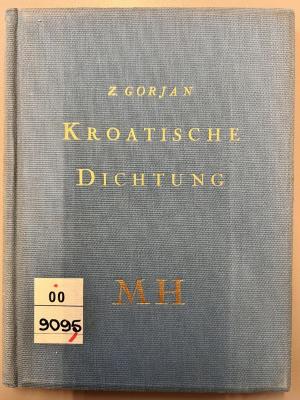 Z. GORJAN
KROATISCHE
DICHTUNG
MH
00
9095